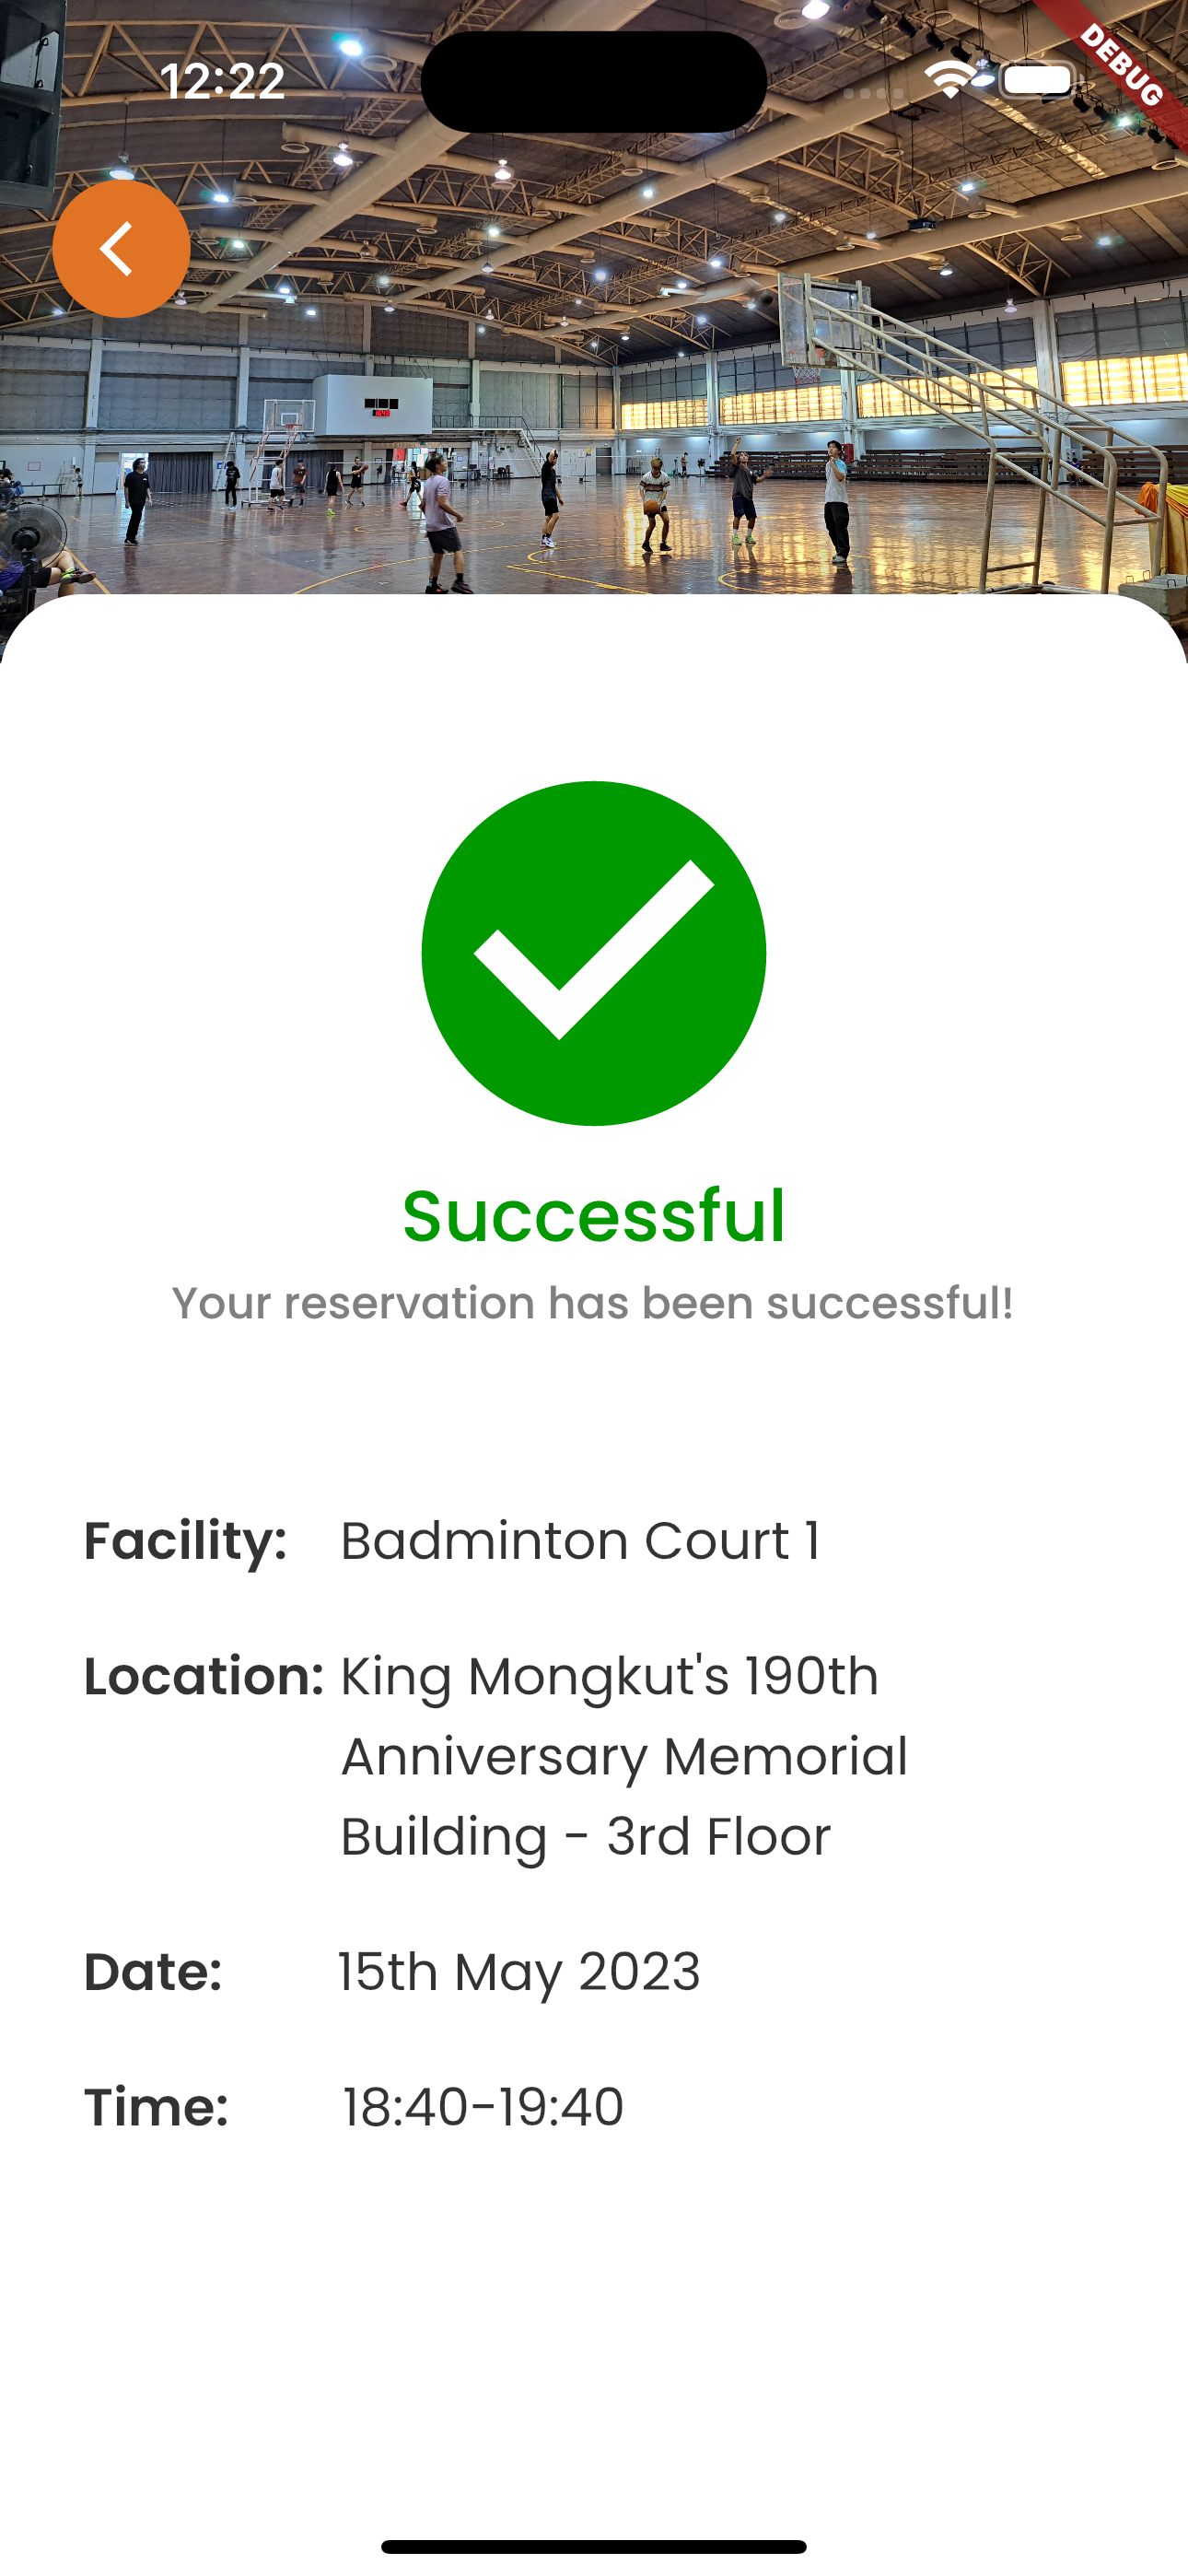 12:22
DEBUG
Successful
Your reservation has been successful!
Facility: Badminton Court 1
Location: King Mongkut's 190th
Anniversary Memorial
Building - 3rd Floor
Date: 15th May 2023
Time: 18:40-19:40